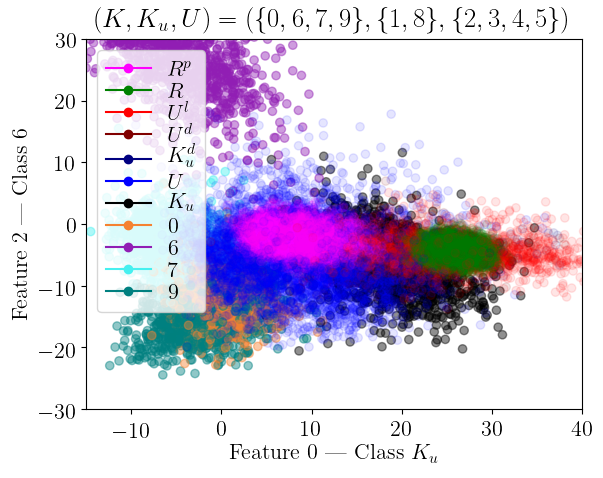 (K, K_u, U) = ({0, 6, 7, 9}, {1, 8}, {2, 3, 4, 5})
30
20
10
0
−10
−20
−30
Feature 2 — Class 6
R^p
R
U^l
U^d
K_u^d
U
K_u
0
6
7
9
−10
0
10
20
30
40
Feature 0 — Class K_u